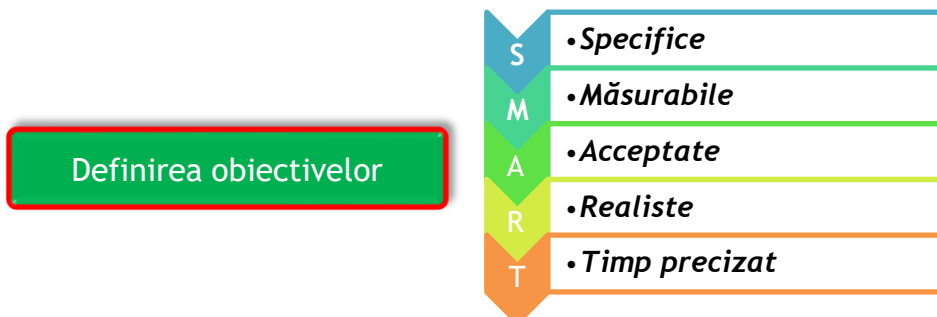 Definirea obiectivelor
S
• Specifice
M
• Măsurabile
A
• Acceptate
R
• Realiste
T
• Timp precizat